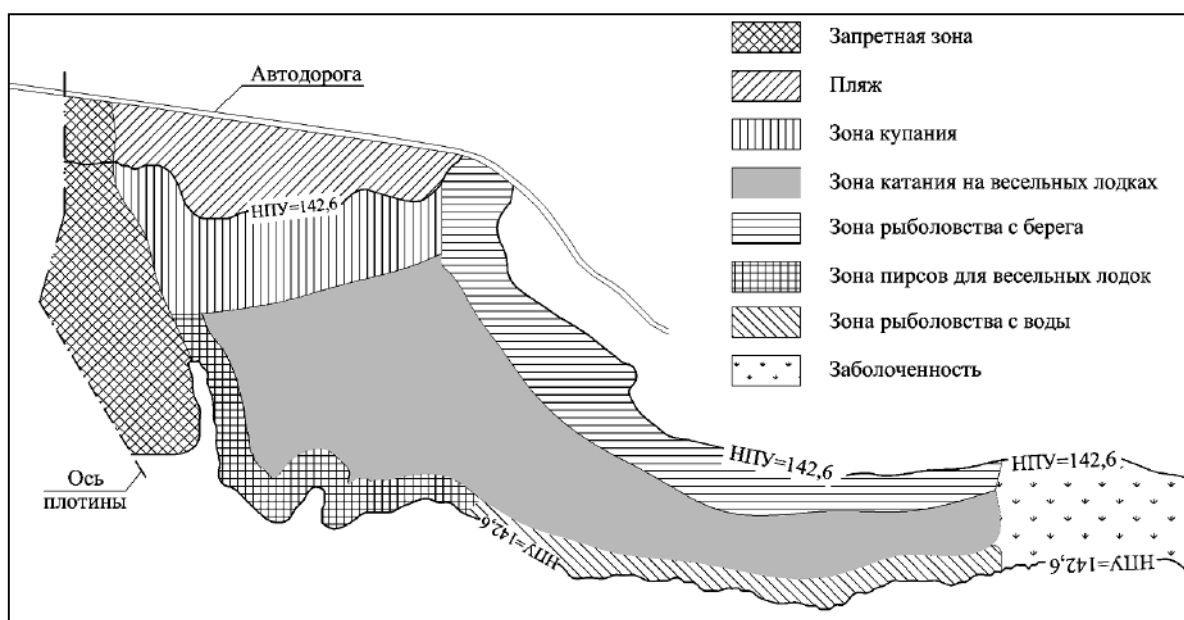 Автодорога
НПУ=142,6
НПУ=142,6
НПУ=142,6
НПУ=142,6
НПУ=142,6
Ось
плотины
Запретная зона
Пляж
Зона купания
Зона катания на весельных лодках
Зона рыболовства с берега
Зона пирсов для весельных лодок
Зона рыболовства с воды
Заболоченность